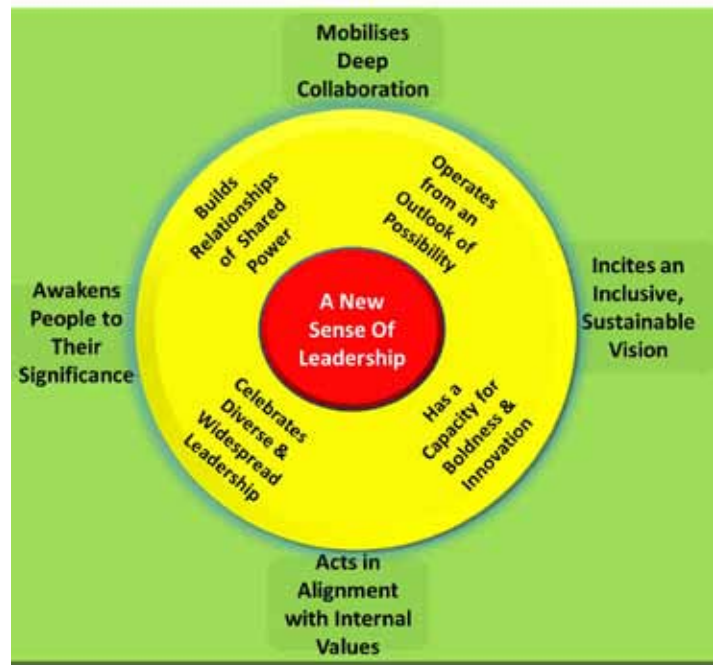 Mobilises
Deep
Collaboration
Builds
Relationships
of Shared
Power
Operates
from an
Outlook of
Possibility
Awakens
People to
Their
Significance
A New
Sense Of
Leadership
Incites an
Inclusive,
Sustainable
Vision
Celebrates
Diverse &
Widespread
Leadership
Has a
Capacity for
Boldness &
Innovation
Acts in
Alignment
with Internal
Values